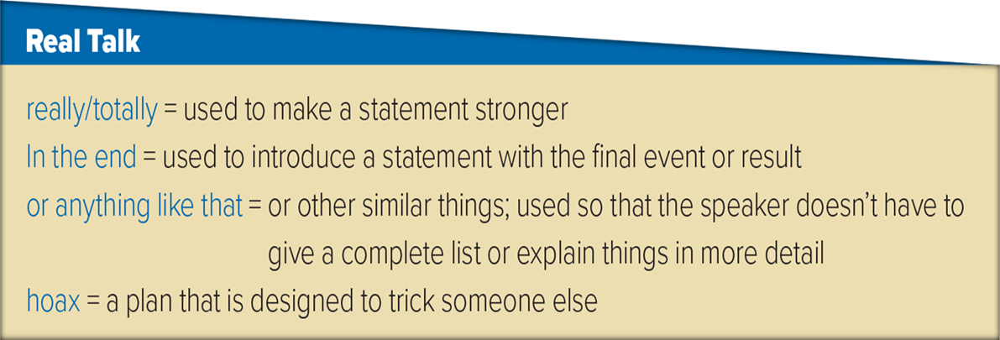 Real Talk
really/totally = used to make a statement stronger
In the end = used to introduce a statement with the final event or result
or anything like that = or other similar things; used so that the speaker doesn't have to
give a complete list or explain things in more detail
hoax = a plan that is designed to trick someone else